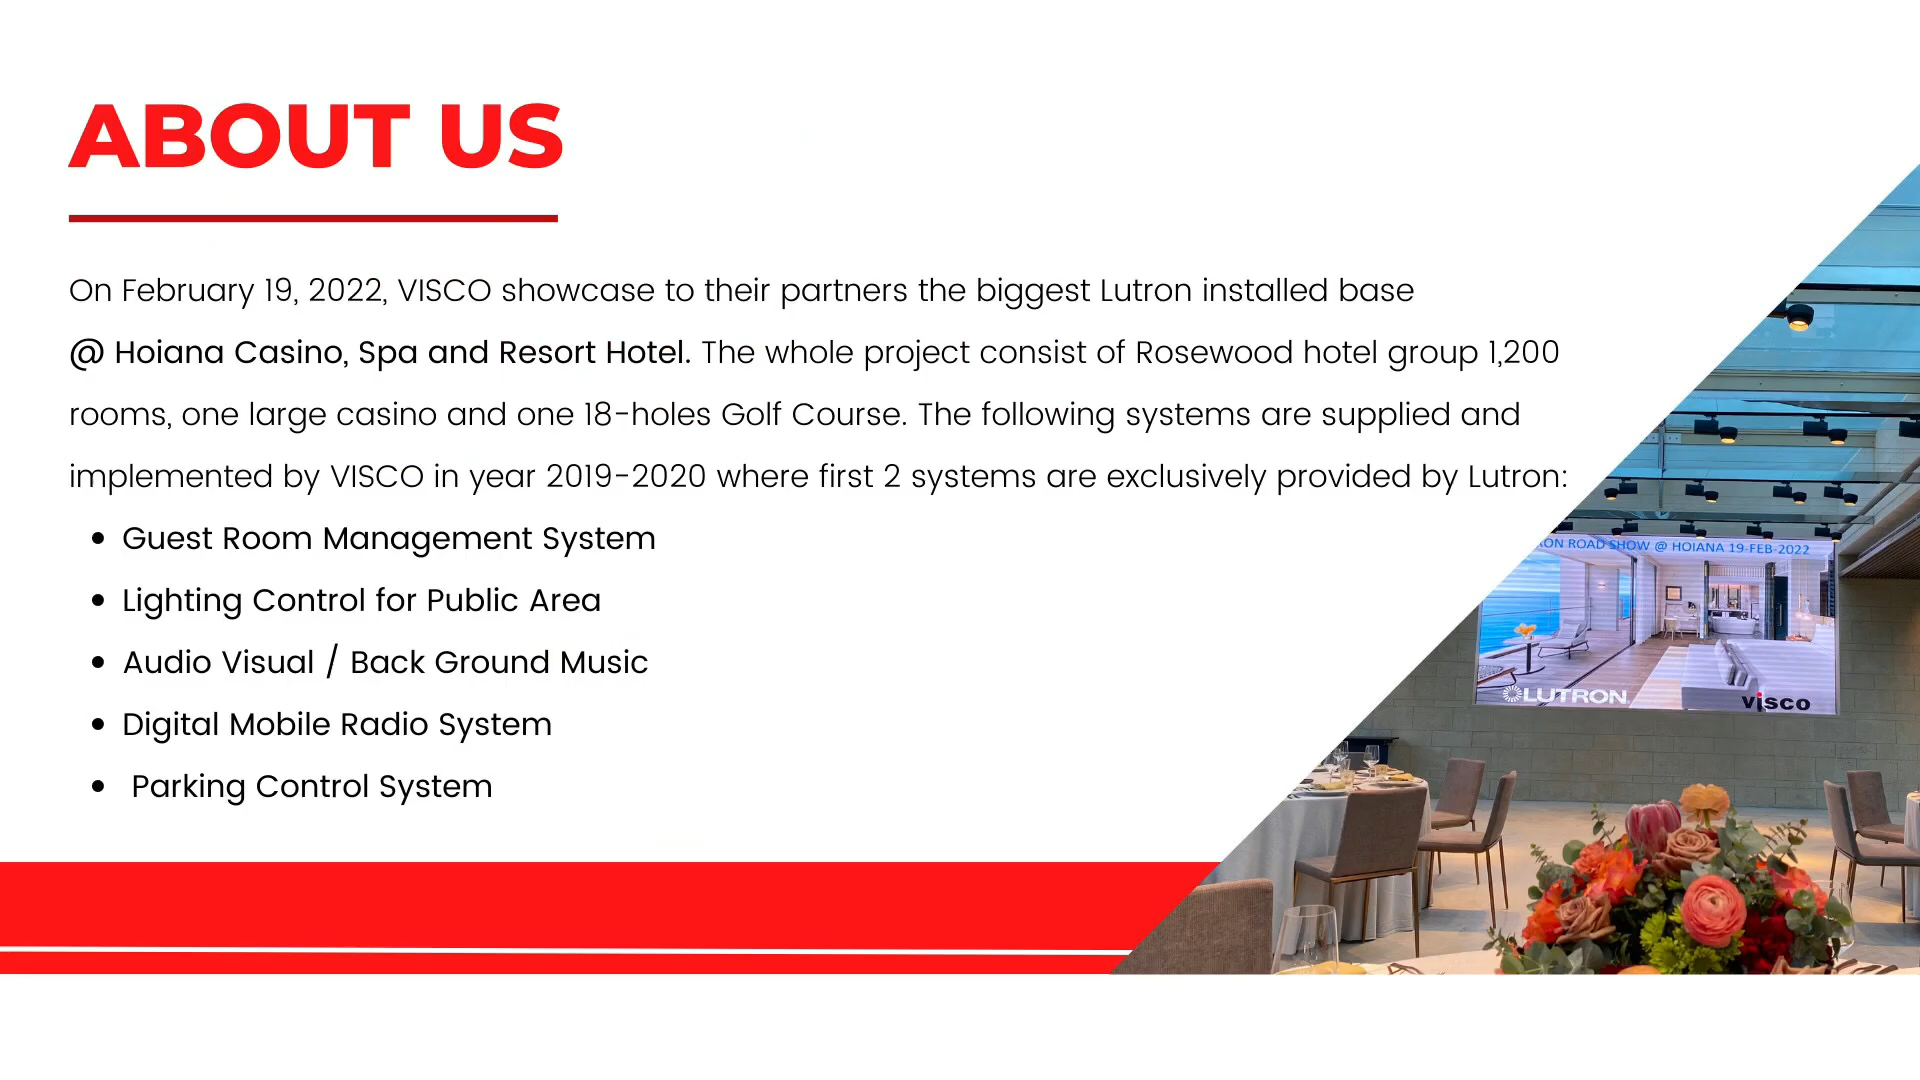 ABOUT US
On February 19, 2022, VISCO showcase to their partners the biggest Lutron installed base
@ Hoiana Casino, Spa and Resort Hotel. The whole project consist of Rosewood hotel group 1,200
rooms, one large casino and one 18-holes Golf Course. The following systems are supplied and
implemented by VISCO in year 2019-2020 where first 2 systems are exclusively provided by Lutron:
• Guest Room Management System
• Lighting Control for Public Area
• Audio Visual / Back Ground Music
• Digital Mobile Radio System
• Parking Control System
ROAD SHOW @ HOIANA 19-FEB-2022
LUTRON
visco